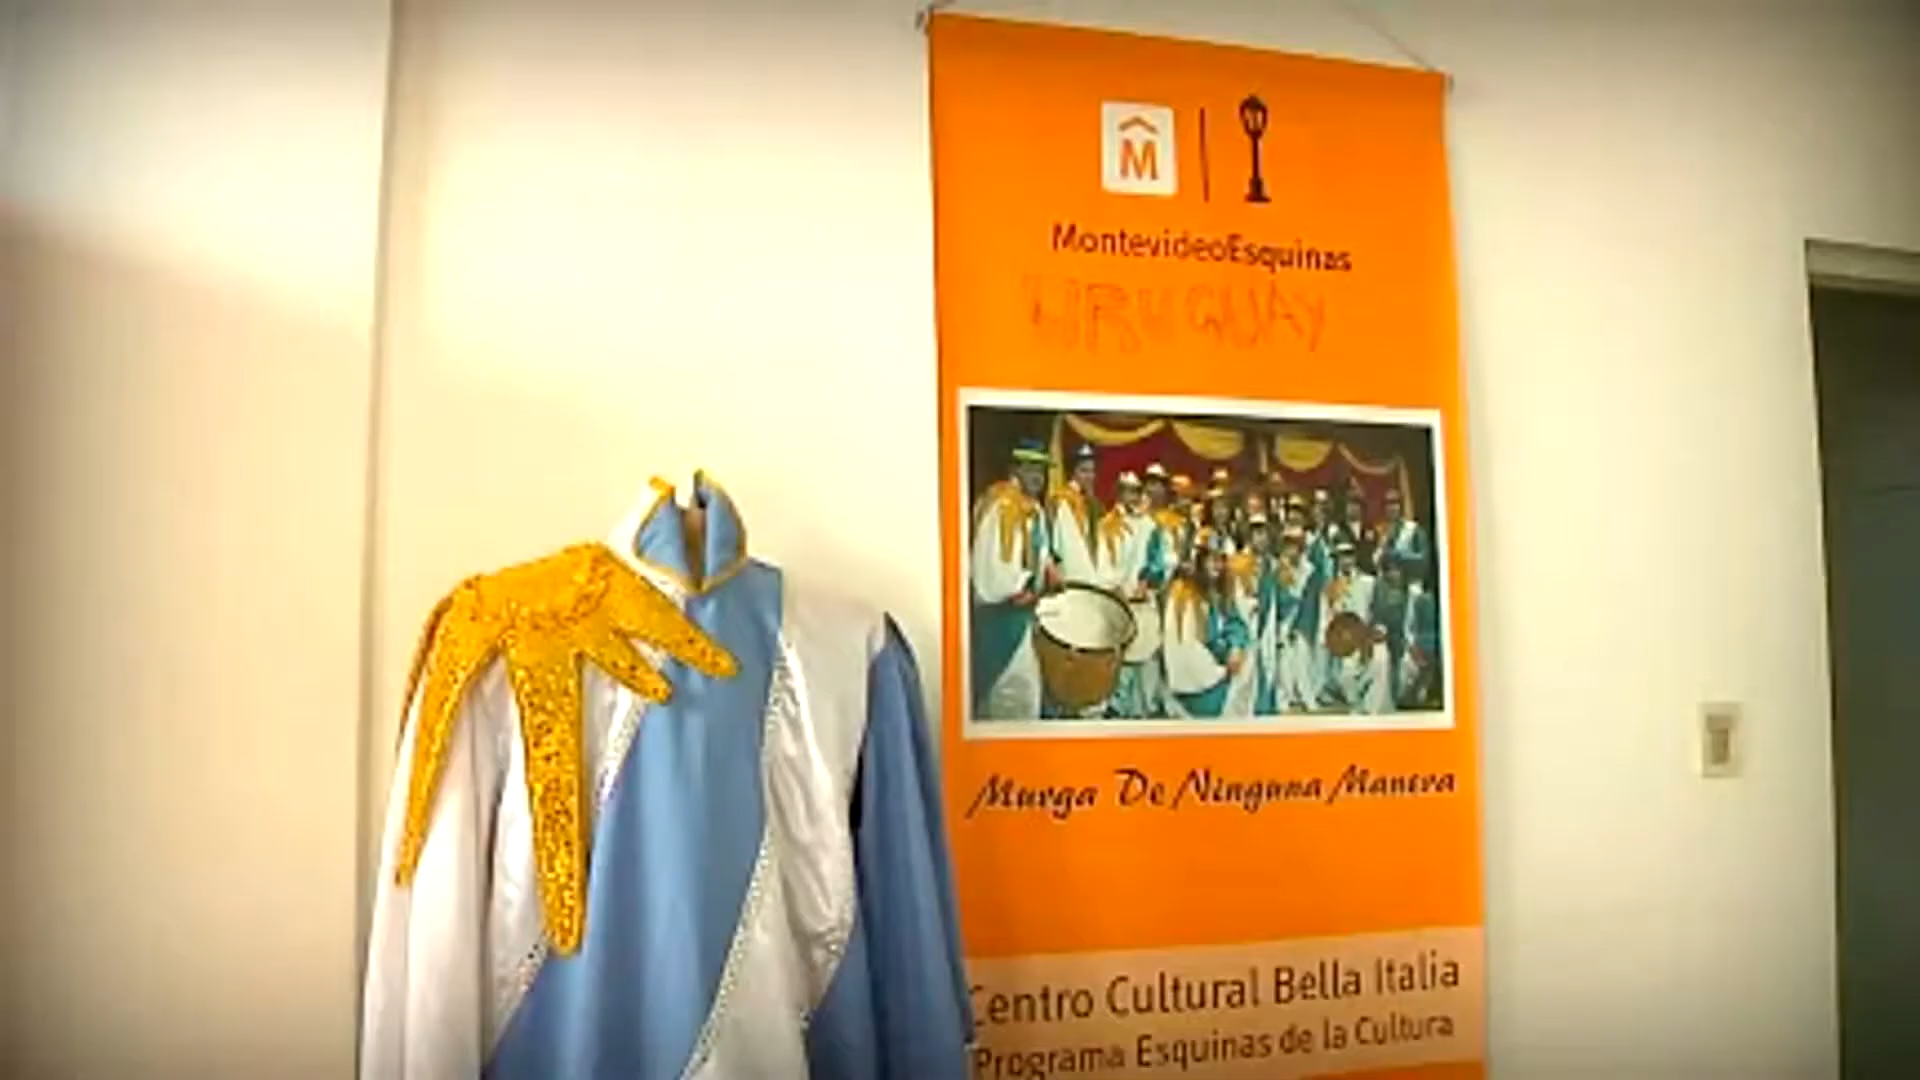 M
MontevideoEsquinas
URUGUAY
Murga De Ninguna Manera
Centro Cultural Bella Italia
Programa Esquinas de la Cultura